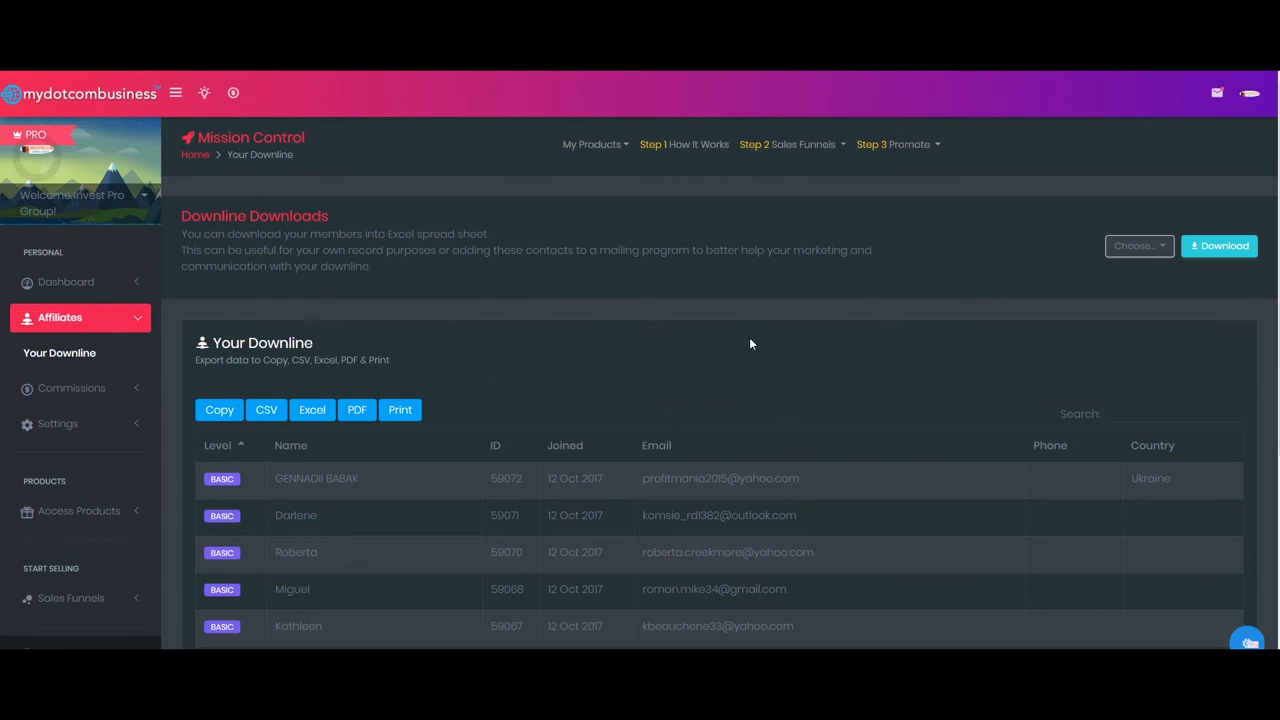 mydotcombusiness™
PRO
Mission Control
Home > Your Downline
My Products Step 1 How It Works Step 2 Sales Funnels Step 3 Promote
Welcome Invest Pro
Group!
Downline Downloads
You can download your members into Excel spread sheet.
This can be useful for your own record purposes or adding these contacts to a mailing program to better help your marketing and
communication with your downline.
Choose... Download
PERSONAL
Dashboard
Affiliates
Your Downline
Commissions
Settings
PRODUCTS
Access Products
START SELLING
Sales Funnels
Your Downline
Export data to Copy, CSV, Excel, PDF & Print
Copy CSV Excel PDF Print
Search:
Level Name ID Joined Email Phone Country
BASIC GENNADII BABAK 59072 12 Oct 2017 profitmania2015@yahoo.com Ukraine
BASIC Darlene 59071 12 Oct 2017 komsie_rd1382@outlook.com
BASIC Roberta 59070 12 Oct 2017 roberta.creekmore@yahoo.com
BASIC Miguel 59068 12 Oct 2017 roman.mike34@gmail.com
BASIC Kathleen 59067 12 Oct 2017 kbeauchene33@yahoo.com